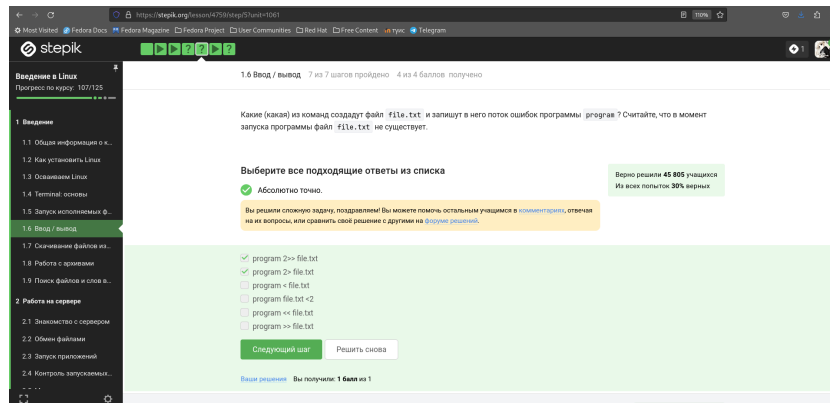 https://stepik.org/lesson/4759/step/5?unit=1061
110%
Most Visited Fedora Docs Fedora Magazine Fedora Project User Communities Red Hat Free Content туис Telegram
stepik
1
Введение в Linux
Прогресс по курсу: 107/125
1 Введение
1.1 Общая информация о к...
1.2 Как установить Linux
1.3 Осваиваем Linux
1.4 Terminal: основы
1.5 Запуск исполняемых ф...
1.6 Ввод / вывод
1.7 Скачивание файлов из...
1.8 Работа с архивами
1.9 Поиск файлов и слов в...
2 Работа на сервере
2.1 Знакомство с сервером
2.2 Обмен файлами
2.3 Запуск приложений
2.4 Контроль запускаемых...
1.6 Ввод / вывод 7 из 7 шагов пройдено 4 из 4 баллов получено
Какие (какая) из команд создадут файл file.txt и запишут в него поток ошибок программы program ? Считайте, что в момент
запуска программы файл file.txt не существует.
Выберите все подходящие ответы из списка
Абсолютно точно.
Верно решили 45 805 учащихся
Из всех попыток 30% верных
Вы решили сложную задачу, поздравляем! Вы можете помочь остальным учащимся в комментариях, отвечая
на их вопросы, или сравнить своё решение с другими на форуме решений.
program 2>> file.txt
program 2> file.txt
program < file.txt
program file.txt <2
program << file.txt
program >> file.txt
Следующий шаг Решить снова
Ваши решения Вы получили: 1 балл из 1